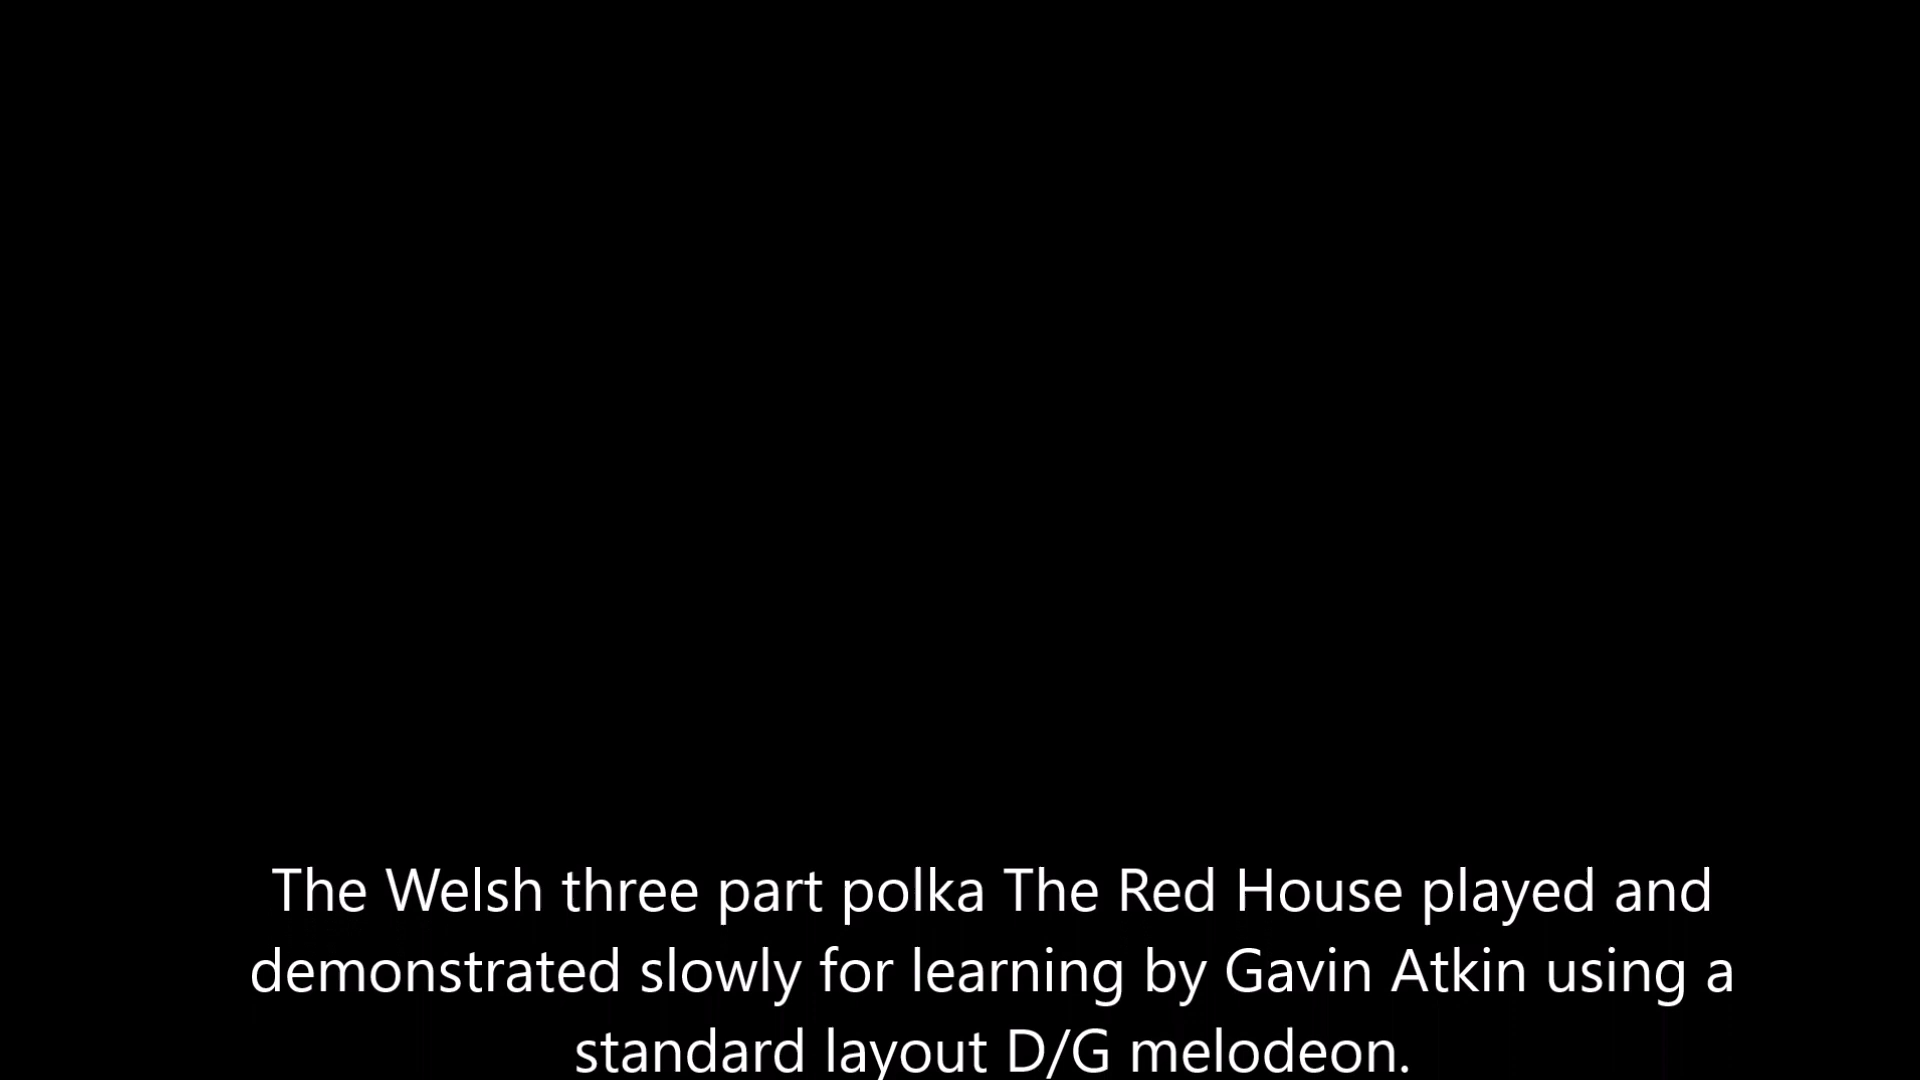 The Welsh three part polka The Red House played and
demonstrated slowly for learning by Gavin Atkin using a
standard layout D/G melodeon.